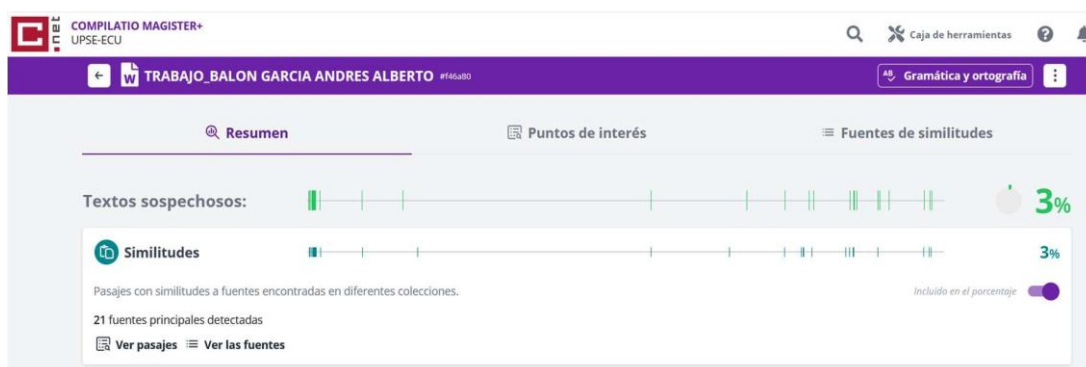 .net
COMPILATIO MAGISTER+
UPSE-ECU
Caja de herramientas
TRABAJO_BALON GARCIA ANDRES ALBERTO #f46a80
Gramática y ortografía
Resumen
Puntos de interés
Fuentes de similitudes
Textos sospechosos:
3%
Similitudes
3%
Pasajes con similitudes a fuentes encontradas en diferentes colecciones.
Incluido en el porcentaje
21 fuentes principales detectadas
Ver pasajes
Ver las fuentes